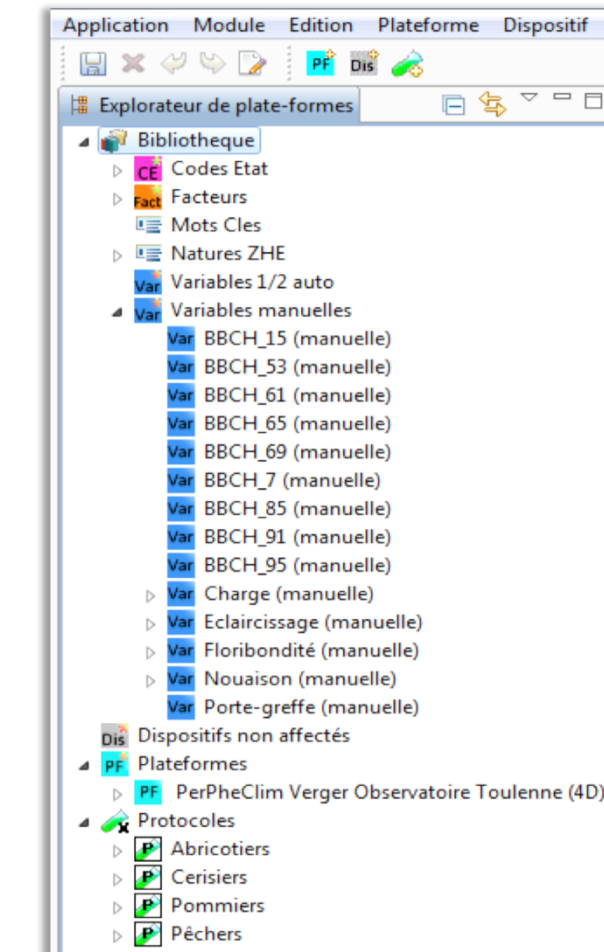 Application Module Edition Plateforme Dispositif
PF Dis
Explorateur de plate-formes
Bibliotheque
CE Codes Etat
Fact Facteurs
Mots Cles
Natures ZHE
Var Variables 1/2 auto
Var Variables manuelles
Var BBCH_15 (manuelle)
Var BBCH_53 (manuelle)
Var BBCH_61 (manuelle)
Var BBCH_65 (manuelle)
Var BBCH_69 (manuelle)
Var BBCH_7 (manuelle)
Var BBCH_85 (manuelle)
Var BBCH_91 (manuelle)
Var BBCH_95 (manuelle)
Var Charge (manuelle)
Var Eclaircissage (manuelle)
Var Floribondité (manuelle)
Var Nouaison (manuelle)
Var Porte-greffe (manuelle)
Dis Dispositifs non affectés
PF Plateformes
PF PerPheClim Verger Observatoire Toulenne (4D)
Protocoles
P Abricotiers
P Cerisiers
P Pommiers
P Pêchers